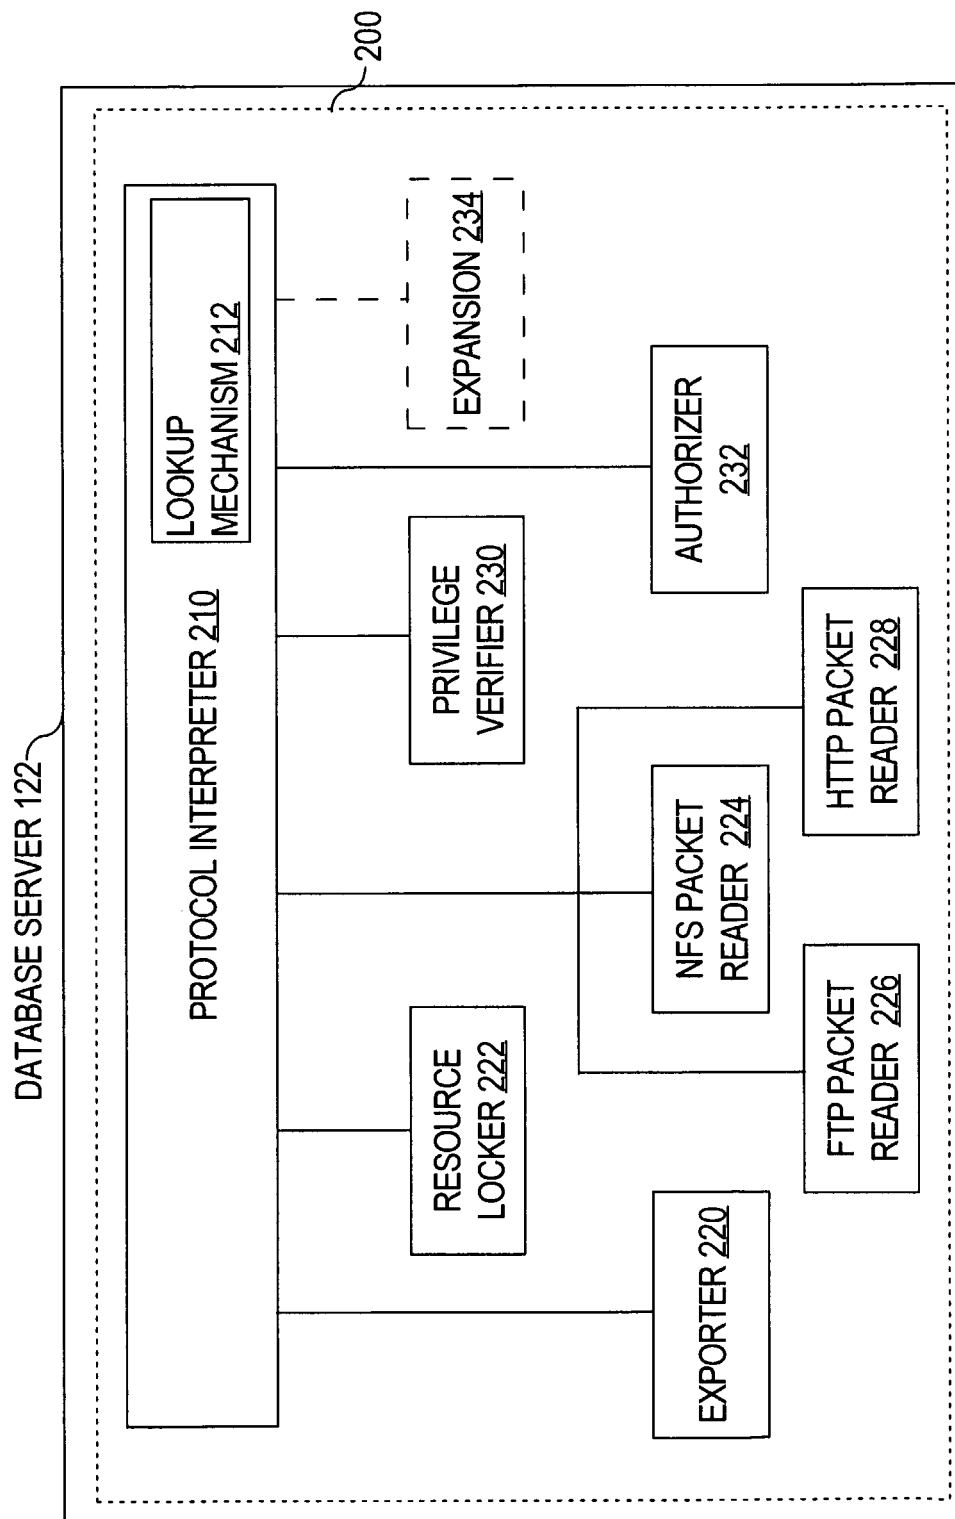 DATABASE SERVER 122
200
PROTOCOL INTERPRETER 210
LOOKUP
MECHANISM 212
RESOURCE
LOCKER 222
PRIVILEGE
VERIFIER 230
EXPANSION 234
EXPORTER 220
NFS PACKET
READER 224
AUTHORIZER
232
FTP PACKET
READER 226
HTTP PACKET
READER 228